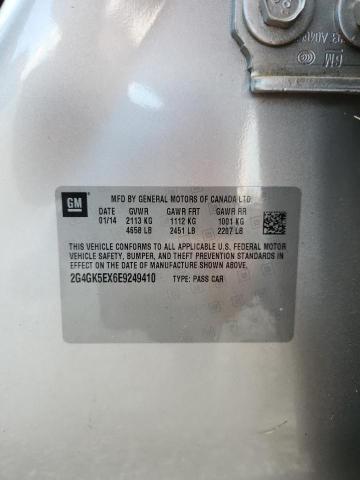 GM
MFD BY GENERAL MOTORS OF CANADA LTD
DATE GVWR GAWR FRT GAWR RR
01/14 2113 KG 1112 KG 1001 KG
4658 LB 2451 LB 2207 LB
THIS VEHICLE CONFORMS TO ALL APPLICABLE U.S. FEDERAL MOTOR
VEHICLE SAFETY, BUMPER, AND THEFT PREVENTION STANDARDS IN
EFFECT ON THE DATE OF MANUFACTURE SHOWN ABOVE.
2G4GK5EX6E9249410 TYPE: PASS CAR
GM